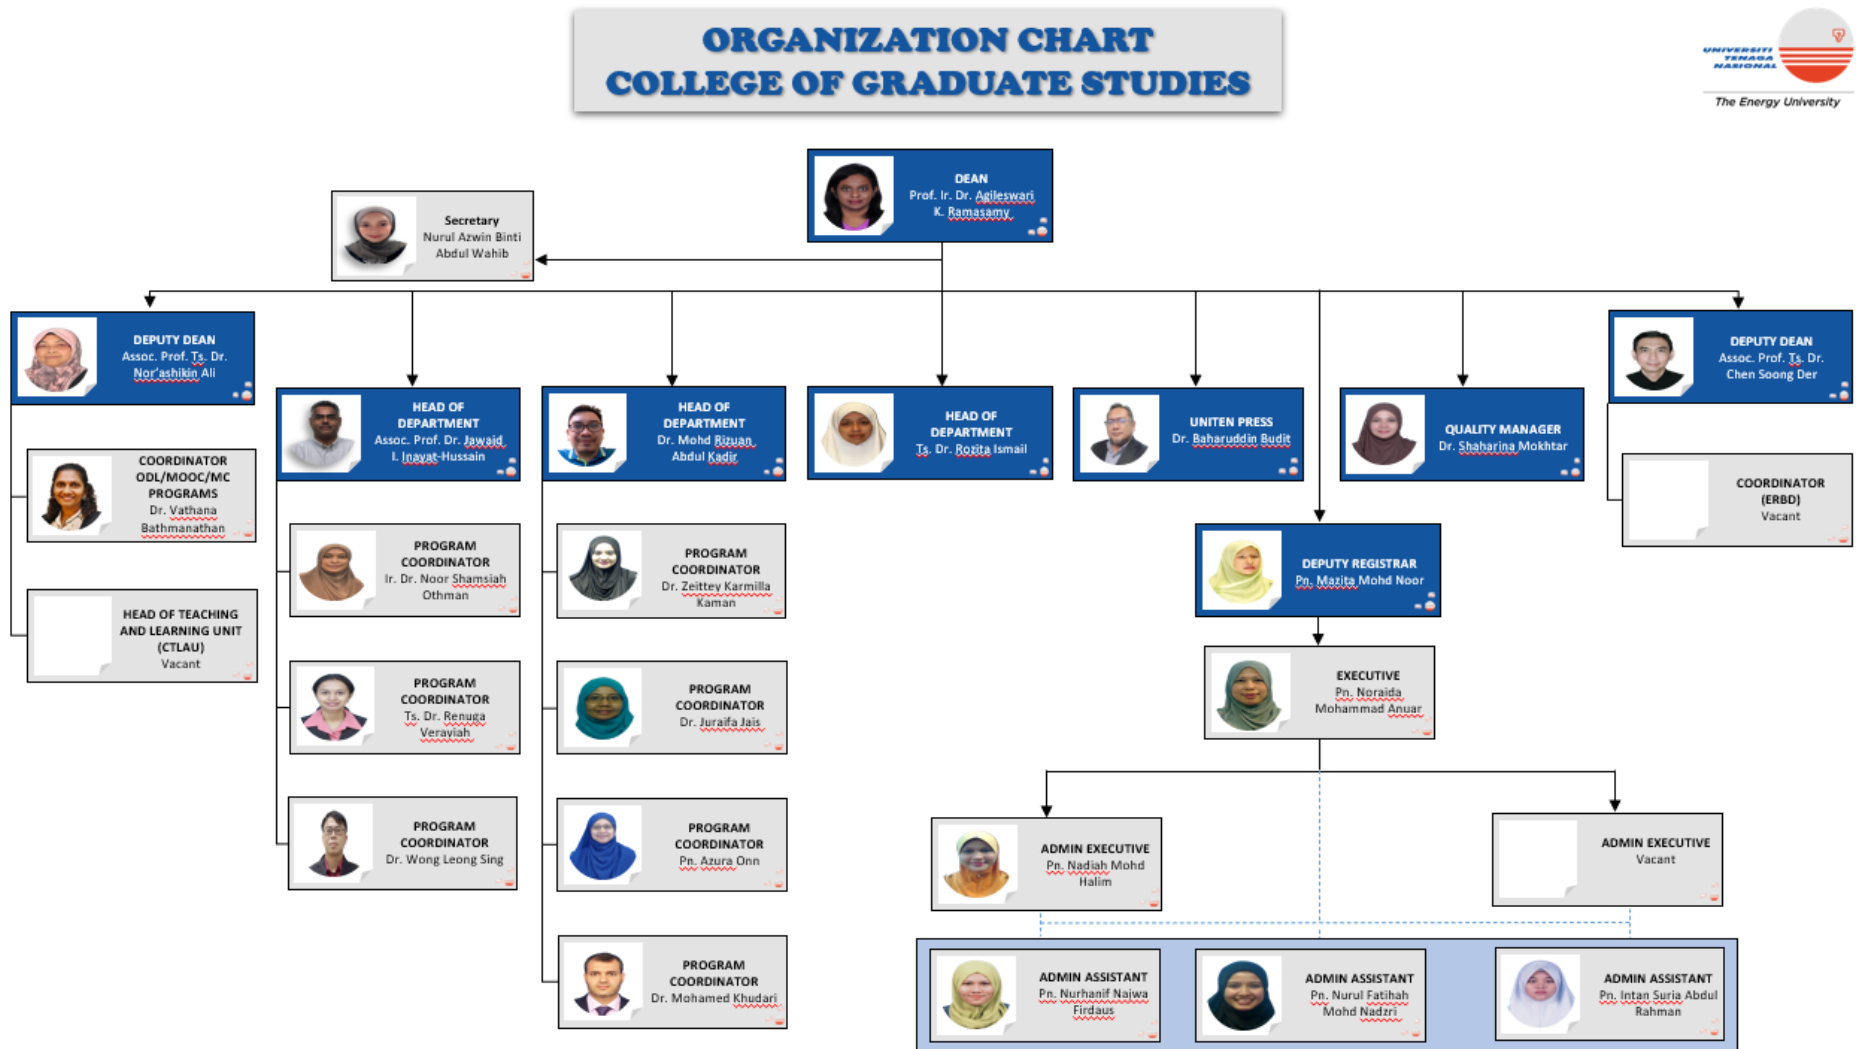 ORGANIZATION CHART
COLLEGE OF GRADUATE STUDIES
UNIVERSITI
TENAGA
NASIONAL
The Energy University
DEAN
Prof. Ir. Dr. Agileswari
K. Ramasamy
Secretary
Nurul Azwin Binti
Abdul Wahib
DEPUTY DEAN
Assoc. Prof. Ts. Dr.
Nor'ashikin Ali
DEPUTY DEAN
Assoc. Prof. Ts. Dr.
Chen Soong Der
HEAD OF
DEPARTMENT
Assoc. Prof. Dr. Jawaid
I. Inayat-Hussain
HEAD OF
DEPARTMENT
Dr. Mohd Rizuan
Abdul Kadir
HEAD OF
DEPARTMENT
Ts. Dr. Rozita Ismail
UNITEN PRESS
Dr. Baharuddin Budit
QUALITY MANAGER
Dr. Shaharina Mokhtar
COORDINATOR
ODL/MOOC/MC
PROGRAMS
Dr. Vathana
Bathmanathan
HEAD OF TEACHING
AND LEARNING UNIT
(CTLAU)
Vacant
PROGRAM
COORDINATOR
Ir. Dr. Noor Shamsiah
Othman
PROGRAM
COORDINATOR
Ts. Dr. Renuga
Verayiah
PROGRAM
COORDINATOR
Dr. Wong Leong Sing
PROGRAM
COORDINATOR
Dr. Zeittey Karmilla
Kaman
PROGRAM
COORDINATOR
Dr. Juraifa Jais
PROGRAM
COORDINATOR
Pn. Azura Onn
PROGRAM
COORDINATOR
Dr. Mohamed Khudari
COORDINATOR
(ERBD)
Vacant
DEPUTY REGISTRAR
Pn. Mazita Mohd Noor
EXECUTIVE
Pn. Noraida
Mohammad Anuar
ADMIN EXECUTIVE
Pn. Nadiah Mohd
Halim
ADMIN EXECUTIVE
Vacant
ADMIN ASSISTANT
Pn. Nurhanif Najwa
Firdaus
ADMIN ASSISTANT
Pn. Nurul Fatihah
Mohd Nadzri
ADMIN ASSISTANT
Pn. Intan Suria Abdul
Rahman